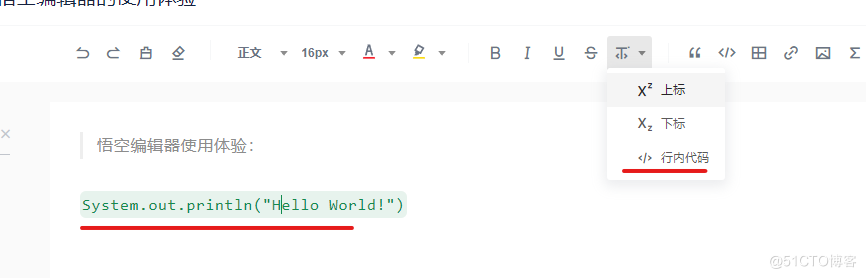 悟空编辑器的使用体验
正文 16px A B I U S
X² 上标
X₂ 下标
</> 行内代码
悟空编辑器使用体验：
System.out.println("Hello World!")
@51CTO博客